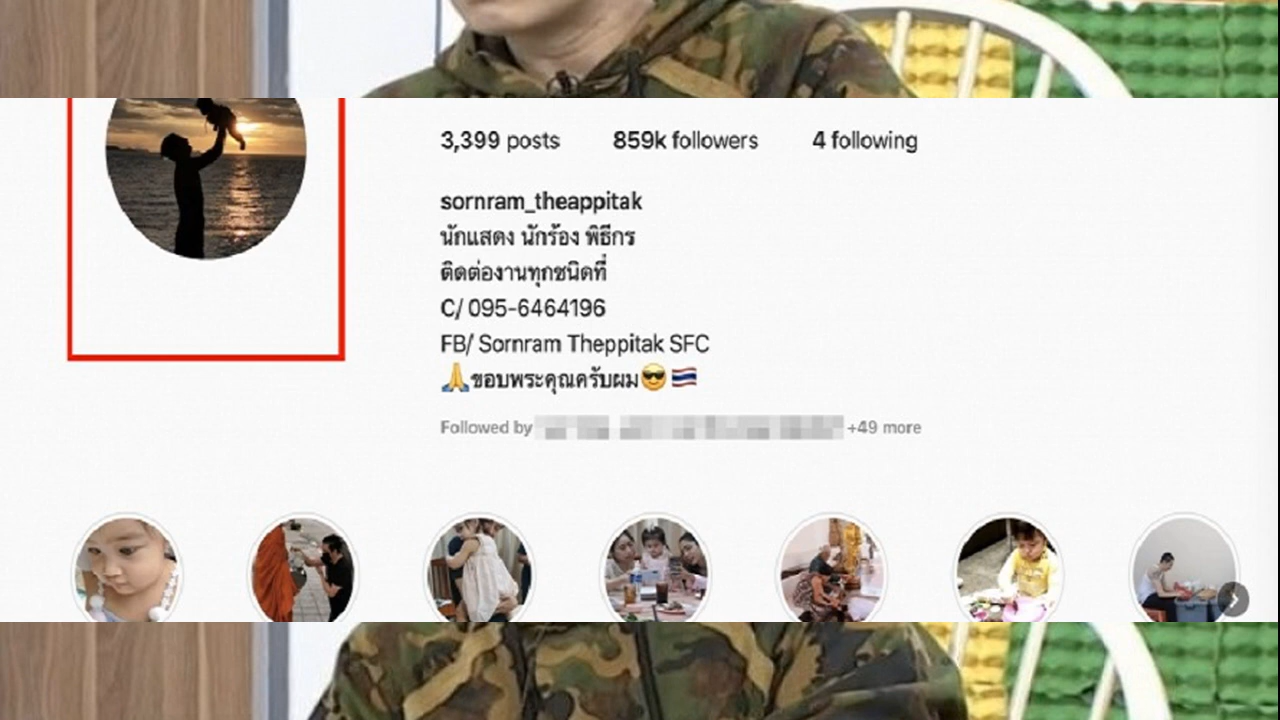 3,399 posts 859k followers 4 following
sornram_theappitak
นักแสดง นักร้อง พิธีกร
ติดต่องานทุกชนิดที่
C/ 095-6464196
FB/ Sornram Theppitak SFC
🙏ขอบพระคุณครับผม😎🇹🇭
Followed by +49 more